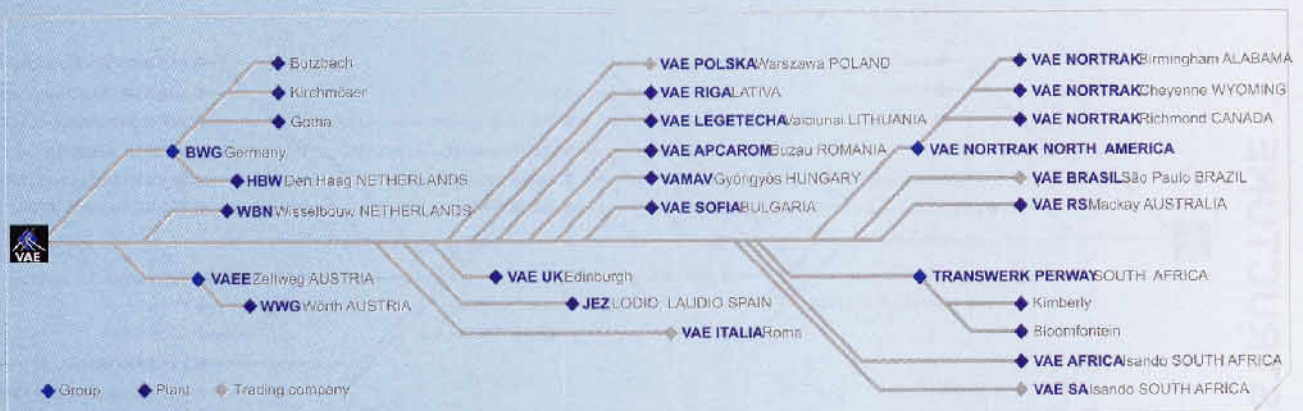 Butzbach
Kirchmöser
Gotha
BWG Germany
HBW Den Haag NETHERLANDS
WBN Wisselbouw, NETHERLANDS
VAE
VAEE Zeltweg AUSTRIA
WWG Wörth AUSTRIA
VAE POLSKA Warszawa POLAND
VAE RIGA LATIVA
VAE LEGETECHA LITHUANIA
VAE APCAROM Buzau ROMANIA
VAMAV Gyöngyös HUNGARY
VAE SOFIA BULGARIA
VAE UK Edinburgh
JEZ LODIO, LAUDIO SPAIN
VAE ITALIA Roma
VAE NORTRAK Birmingham ALABAMA
VAE NORTRAK Cheyenne WYOMING
VAE NORTRAK Richmond CANADA
VAE NORTRAK NORTH AMERICA
VAE BRASIL São Paulo BRAZIL
VAE RS Mackay AUSTRALIA
TRANSWERK PERWAY SOUTH AFRICA
Kimberly
Bloomfontein
VAE AFRICA Isando SOUTH AFRICA
VAE SA Isando SOUTH AFRICA
Group
Plant
Trading company